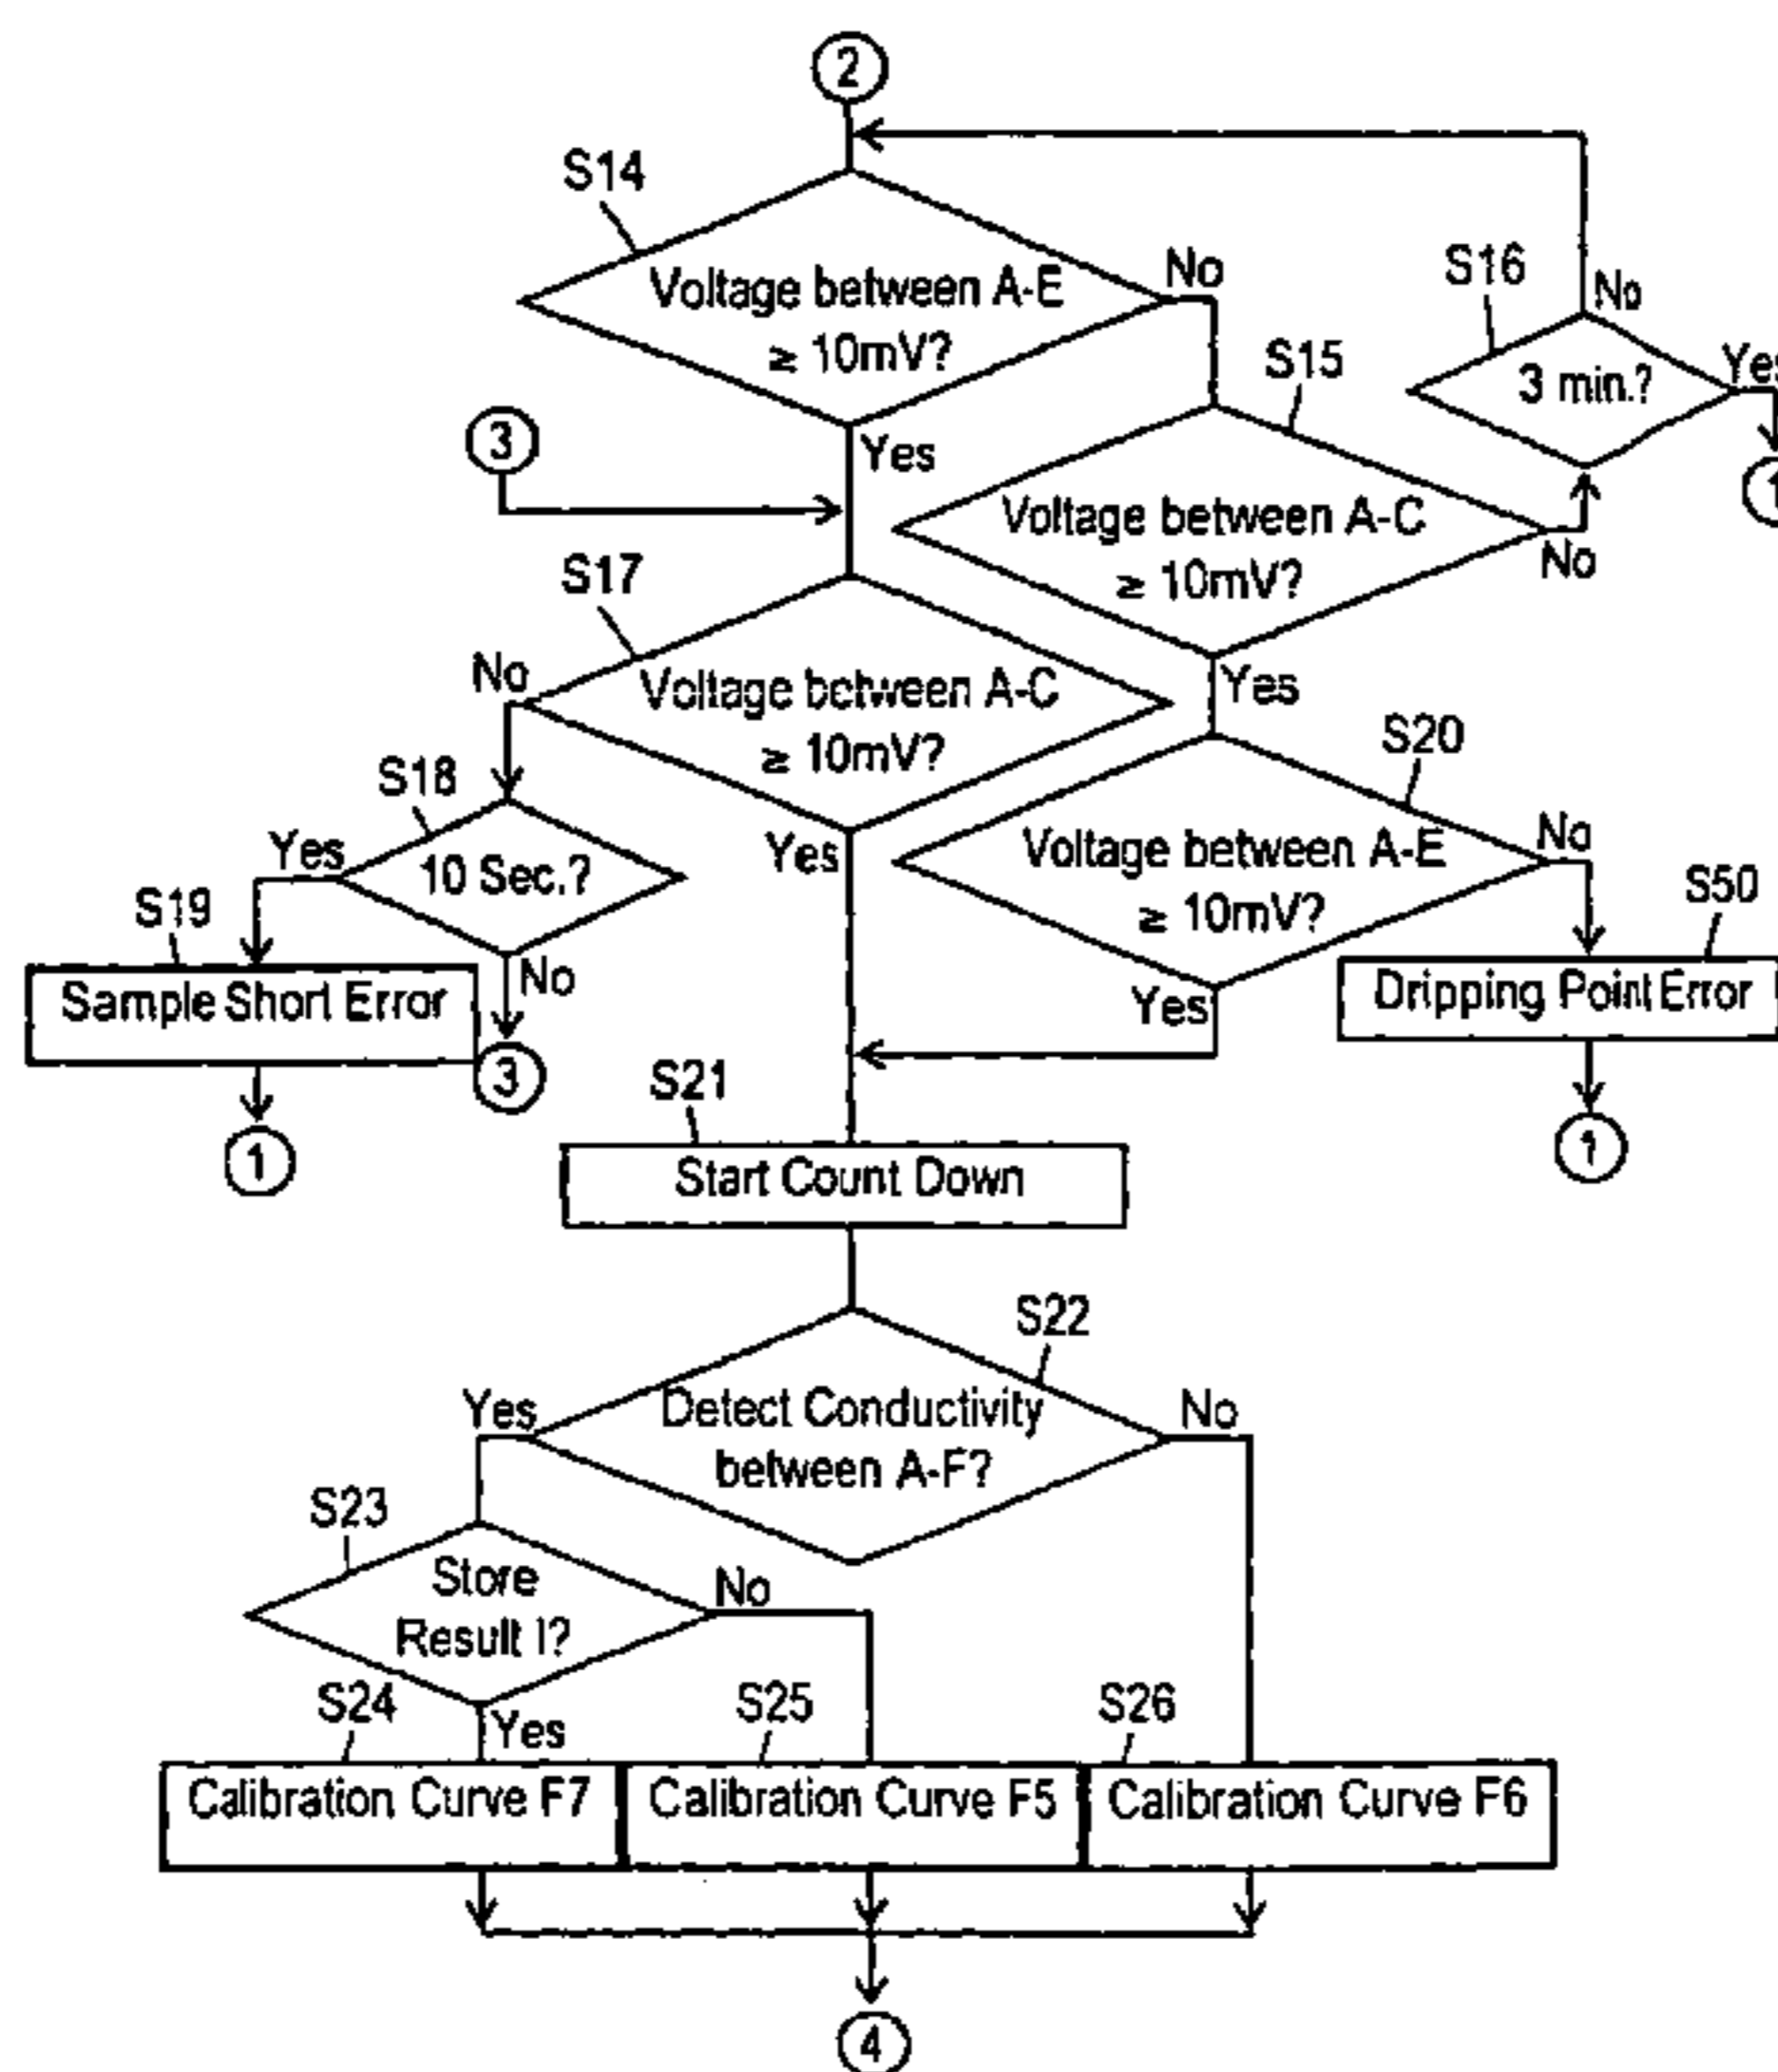 2
S14
Voltage between A-E
≥ 10mV?
No
S16
No
3 min.?
Yes
1
S15
3
Yes
Voltage between A-C
≥ 10mV?
No
S17
No
Voltage between A-C
≥ 10mV?
Yes
S20
S18
Yes
10 Sec.?
Yes
Voltage between A-E
≥ 10mV?
No
S19
S50
Sample Short Error
No
Yes
Dripping Point Error
3
S21
1
1
Start Count Down
S22
Yes
Detect Conductivity
between A-F?
No
S23
Store
Result I?
No
S24
Yes
S25
S26
Calibration Curve F7
Calibration Curve F5
Calibration Curve F6
4